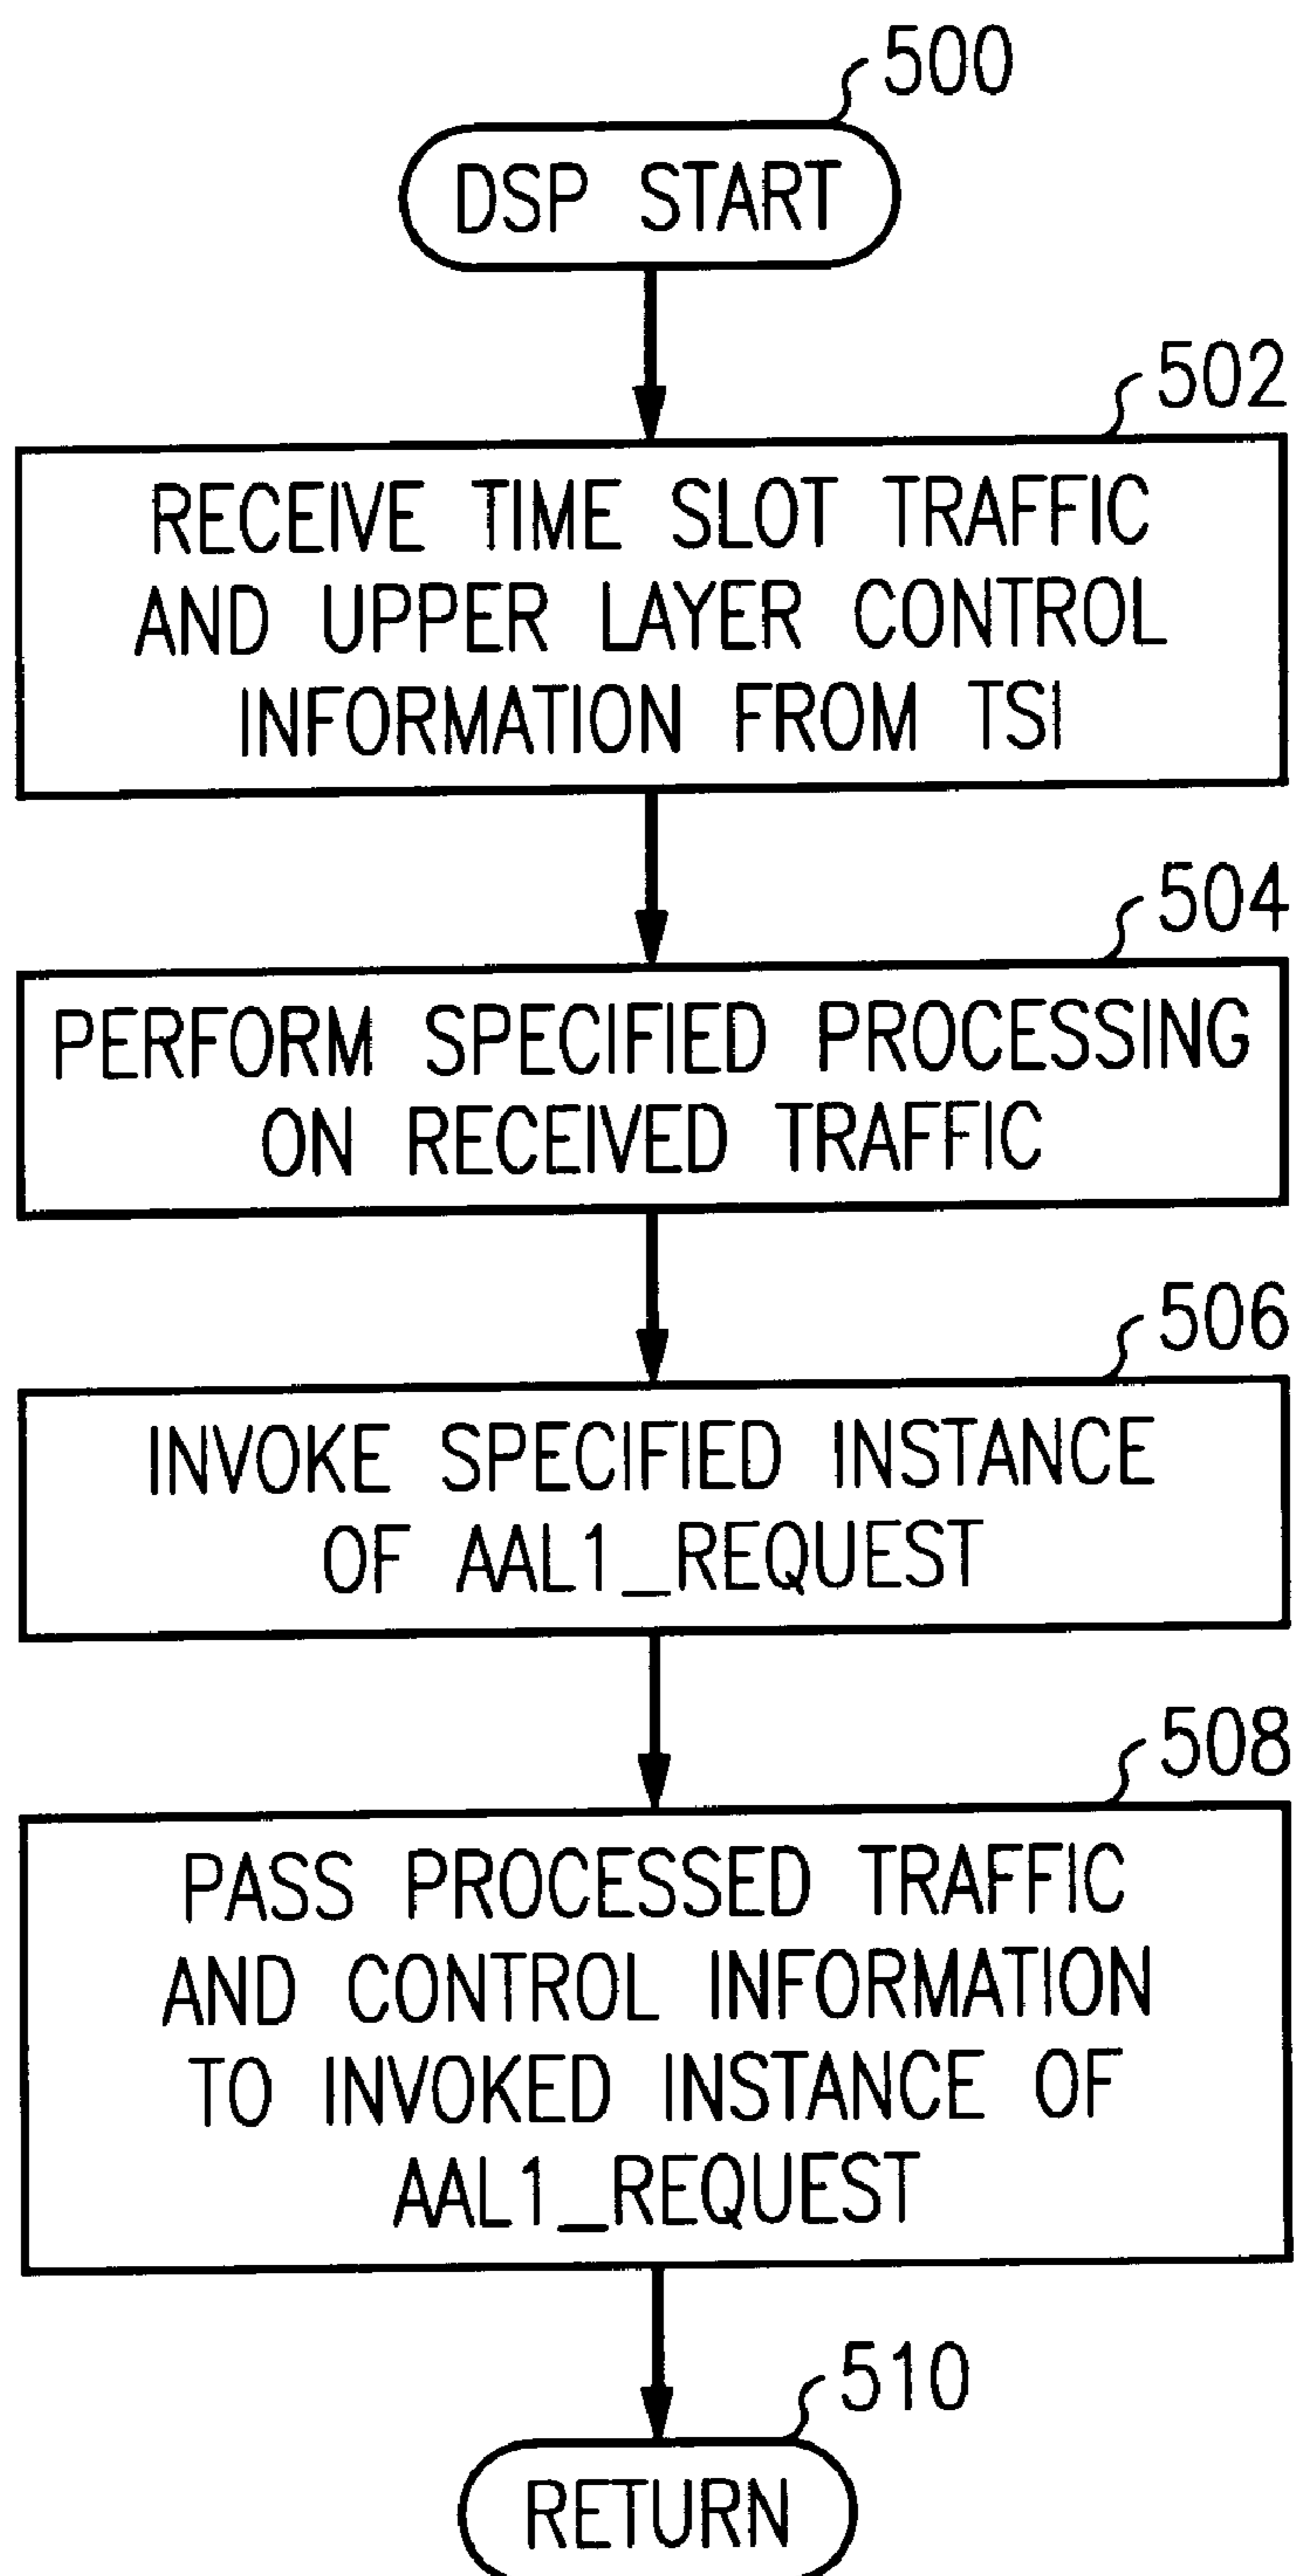 500
DSP START
502
RECEIVE TIME SLOT TRAFFIC
AND UPPER LAYER CONTROL
INFORMATION FROM TSI
504
PERFORM SPECIFIED PROCESSING
ON RECEIVED TRAFFIC
506
INVOKE SPECIFIED INSTANCE
OF AAL1_REQUEST
508
PASS PROCESSED TRAFFIC
AND CONTROL INFORMATION
TO INVOKED INSTANCE OF
AAL1_REQUEST
510
RETURN